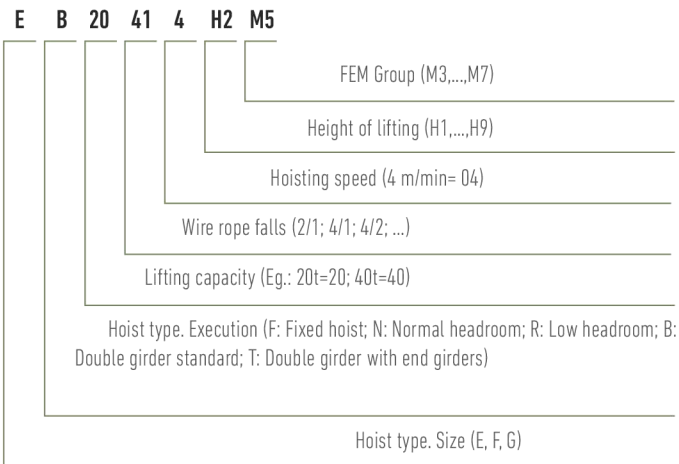 E B 20 41 4 H2 M5
FEM Group (M3,...,M7)
Height of lifting (H1,...,H9)
Hoisting speed (4 m/min= 04)
Wire rope falls (2/1; 4/1; 4/2; ...)
Lifting capacity (Eg.: 20t=20; 40t=40)
Hoist type. Execution (F: Fixed hoist; N: Normal headroom; R: Low headroom; B:
Double girder standard; T: Double girder with end girders)
Hoist type. Size (E, F, G)